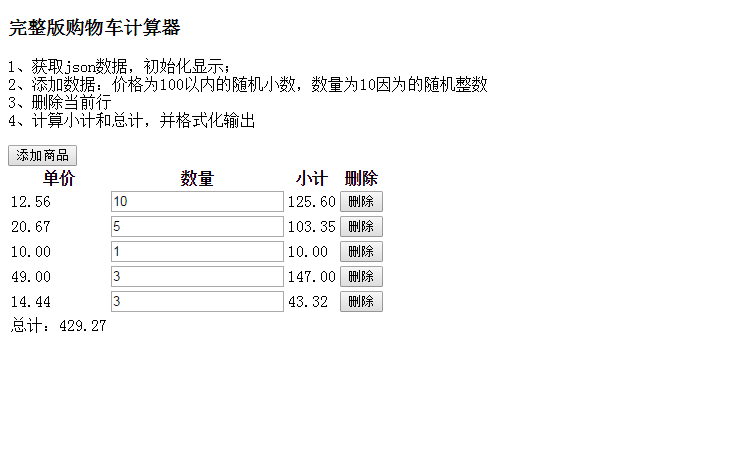 完整版购物车计算器
1、获取json数据，初始化显示；
2、添加数据：价格为100以内的随机小数，数量为10因为的随机整数
3、删除当前行
4、计算小计和总计，并格式化输出
添加商品
单价 数量 小计 删除
12.56 10 125.60 删除
20.67 5 103.35 删除
10.00 1 10.00 删除
49.00 3 147.00 删除
14.44 3 43.32 删除
总计：429.27